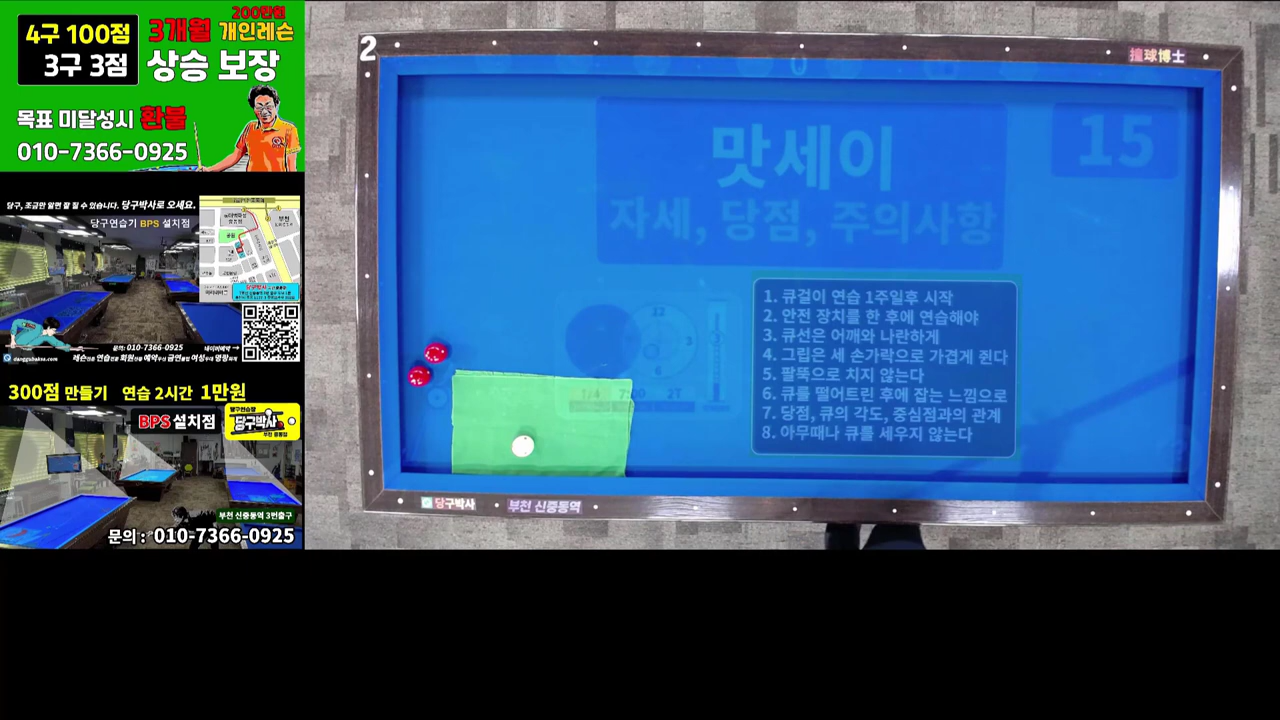 200만원
4구 100점
3구 3점
3개월 개인레슨
상승 보장
목표 미달성시 환불
010-7366-0925
당구, 조금만 알면 잘 칠 수 있습니다. 당구박사로 오세요.
당구연습기 BPS 설치점
문의: 010-7366-0925
danggubaksa.com
300점 만들기 연습 2시간 1만원
BPS 설치점
당구박사
부천 신중동역 3번출구
문의 : 010-7366-0925
2
撞球博士
맛세이
15
자세, 당점, 주의사항
1. 큐걸이 연습 1주일후 시작
2. 안전 장치를 한 후에 연습해야
3. 큐선은 어깨와 나란하게
4. 그립은 세 손가락으로 가겹게 쥔다
5. 팔뚝으로 치지 않는다
6. 큐를 떨어트린 후에 잡는 느낌으로
7. 당점, 큐의 각도, 중심점과의 관계
8. 아무때나 큐를 세우지 않는다
12
3
6
1/4
2T
당구박사
부천 신중동역